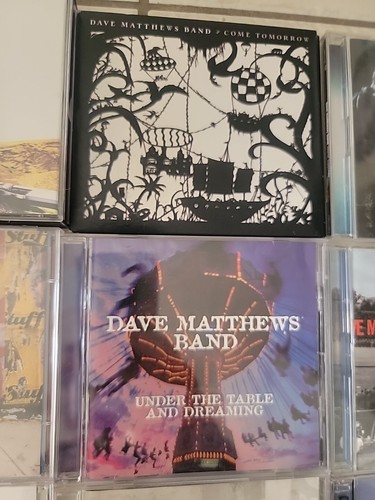 DAVE MATTHEWS BAND COME TOMORROW
DAVE MATTHEWS
BAND
UNDER THE TABLE
AND DREAMING